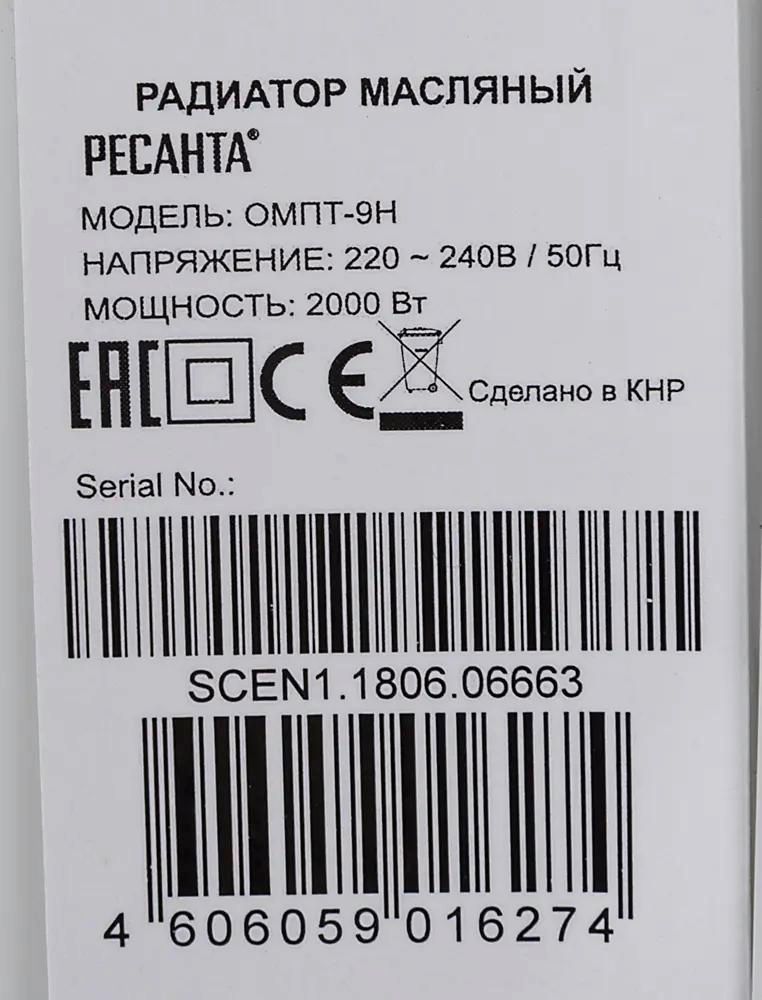 РАДИАТОР МАСЛЯНЫЙ
РЕСАНТА®
МОДЕЛЬ: ОМПТ-9Н
НАПРЯЖЕНИЕ: 220 ~ 240В / 50Гц
МОЩНОСТЬ: 2000 Вт
EAC CE Сделано в КНР
Serial No.:
SCEN1.1806.06663
4 606059 016274